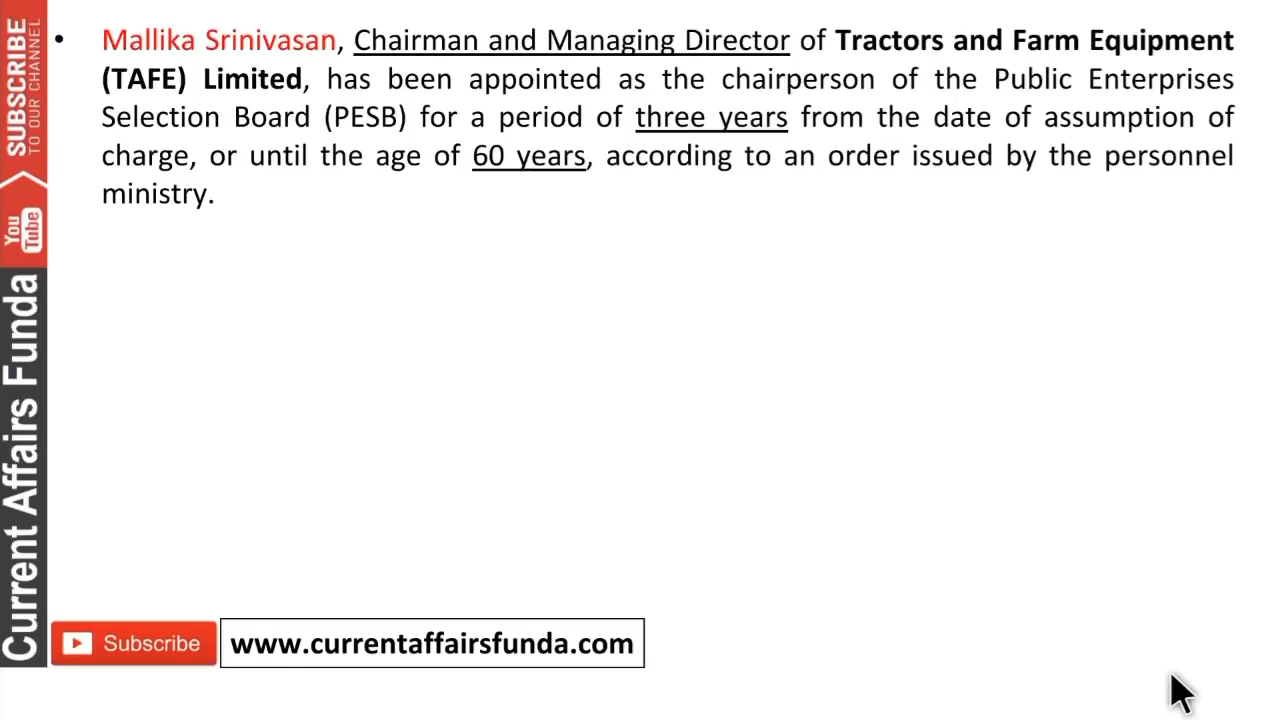 • Mallika Srinivasan, Chairman and Managing Director of Tractors and Farm Equipment
(TAFE) Limited, has been appointed as the chairperson of the Public Enterprises
Selection Board (PESB) for a period of three years from the date of assumption of
charge, or until the age of 60 years, according to an order issued by the personnel
ministry.
SUBSCRIBE
TO OUR CHANNEL
You
Tube
Current Affairs Funda
Subscribe
www.currentaffairsfunda.com